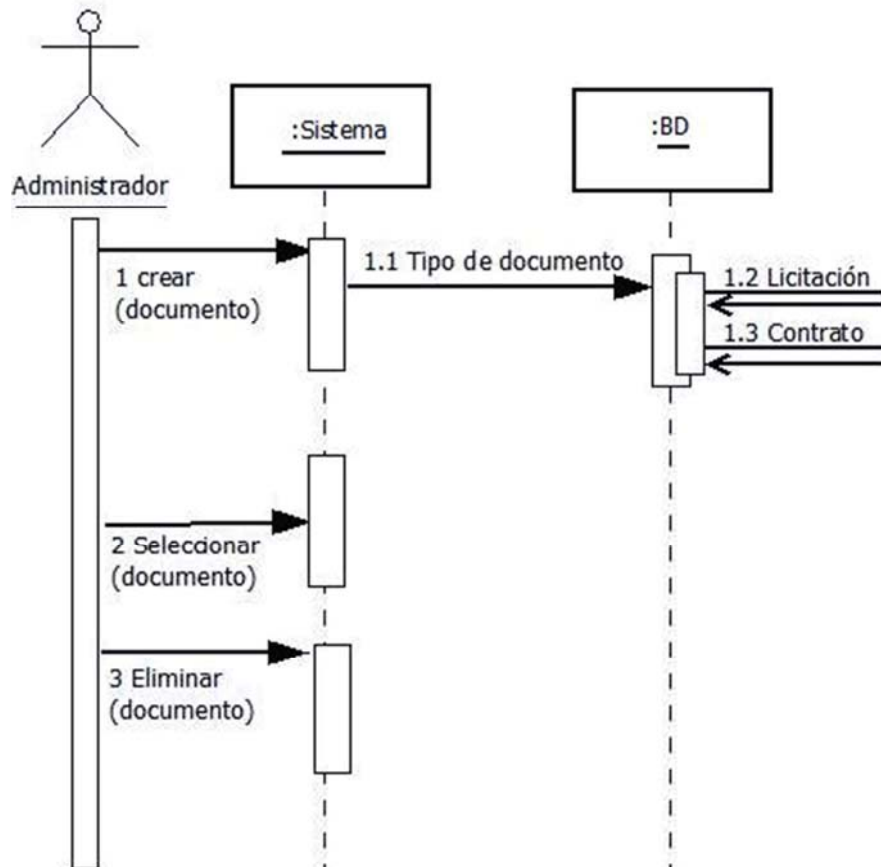 Administrador
:Sistema
:BD
1 crear
(documento)
1.1 Tipo de documento
1.2 Licitación
1.3 Contrato
2 Seleccionar
(documento)
3 Eliminar
(documento)